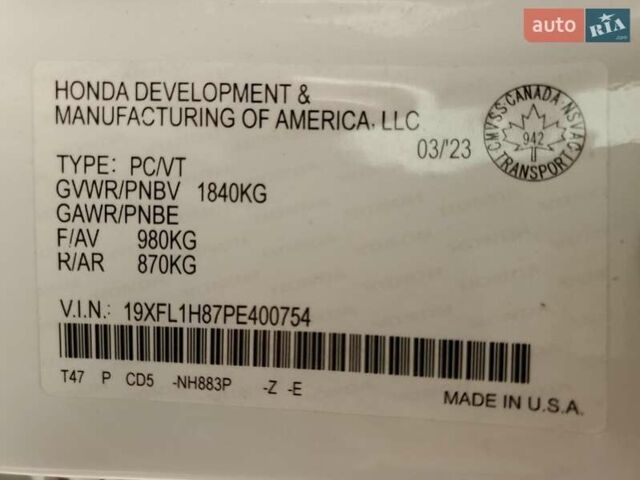 auto RIA .com
HONDA DEVELOPMENT &
MANUFACTURING OF AMERICA, LLC
03/'23
CMVSS·CANADA·NSVAC
942
TRANSPORT
TYPE: PC/VT
GVWR/PNBV 1840KG
GAWR/PNBE
F/AV 980KG
R/AR 870KG
V.I.N.: 19XFL1H87PE400754
T47 P CD5 -NH883P -Z -E
MADE IN U.S.A.